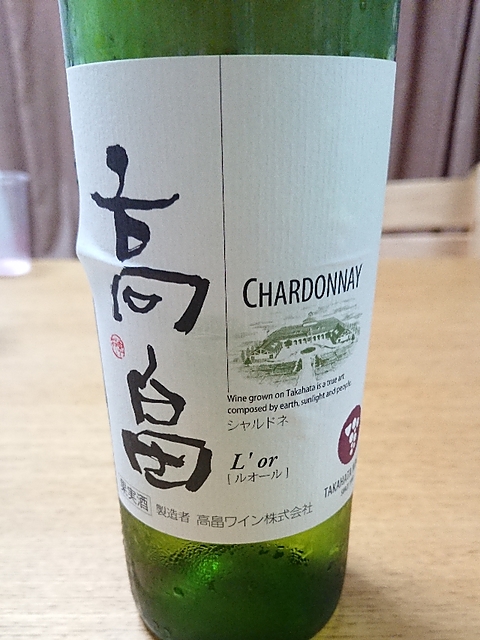 高畠
CHARDONNAY
Wine grown on Takahata is a true art
composed by earth, sunlight and people.
シャルドネ
L'or
[ルオール]
TAKAHATA
果実酒
製造者 高畠ワイン株式会社